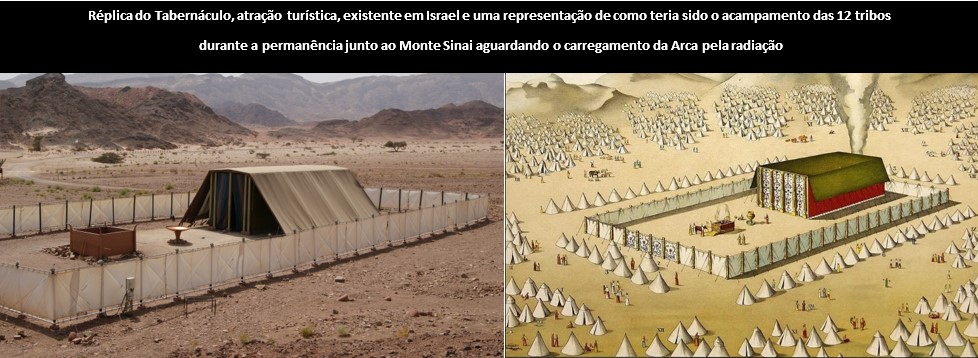 Réplica do Tabernáculo, atração turística, existente em Israel e uma representação de como teria sido o acampamento das 12 tribos
durante a permanência junto ao Monte Sinai aguardando o carregamento da Arca pela radiação